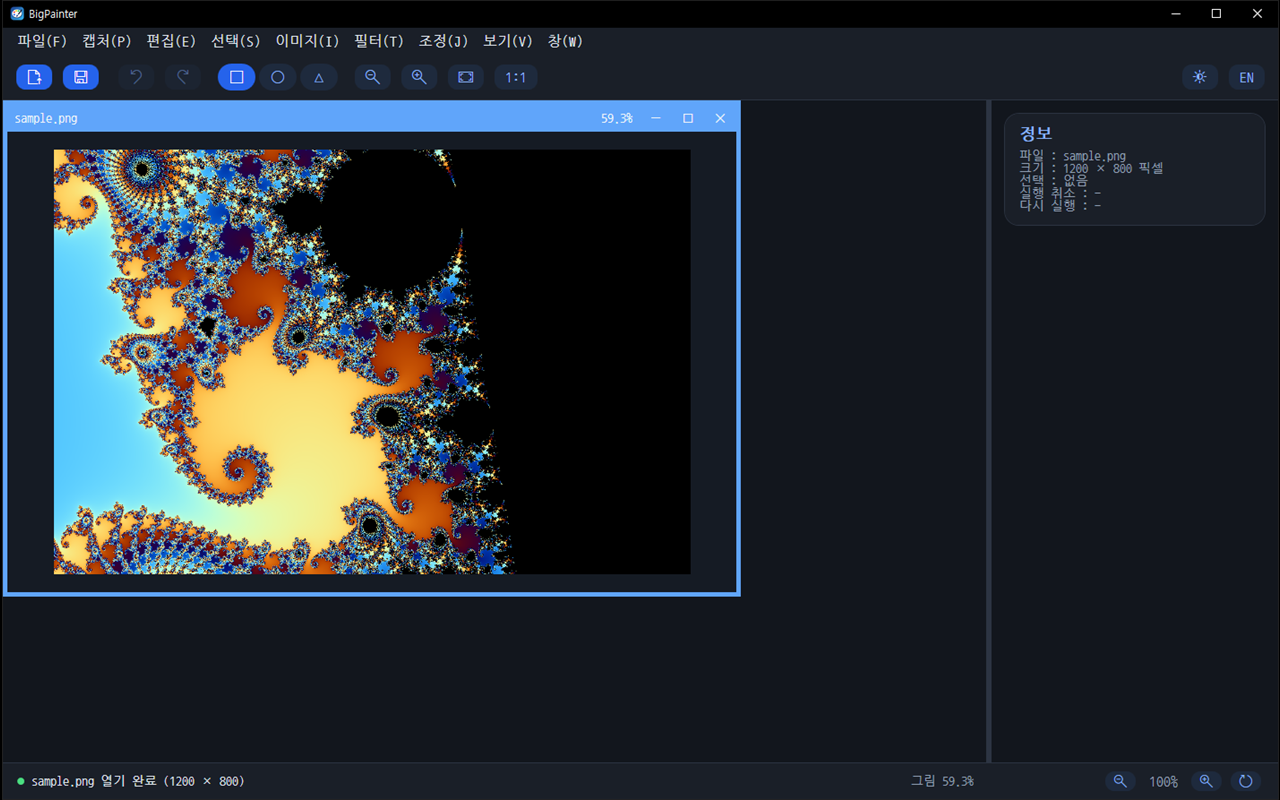 BigPainter
파일(F) 캡처(P) 편집(E) 선택(S) 이미지(I) 필터(T) 조정(J) 보기(V) 창(W)
1:1 EN
sample.png 59.3%
정보
파일 : sample.png
크기 : 1200 × 800 픽셀
선택 : 없음
실행 취소 : -
다시 실행 : -
sample.png 열기 완료 (1200 × 800) 그림 59.3% 100%